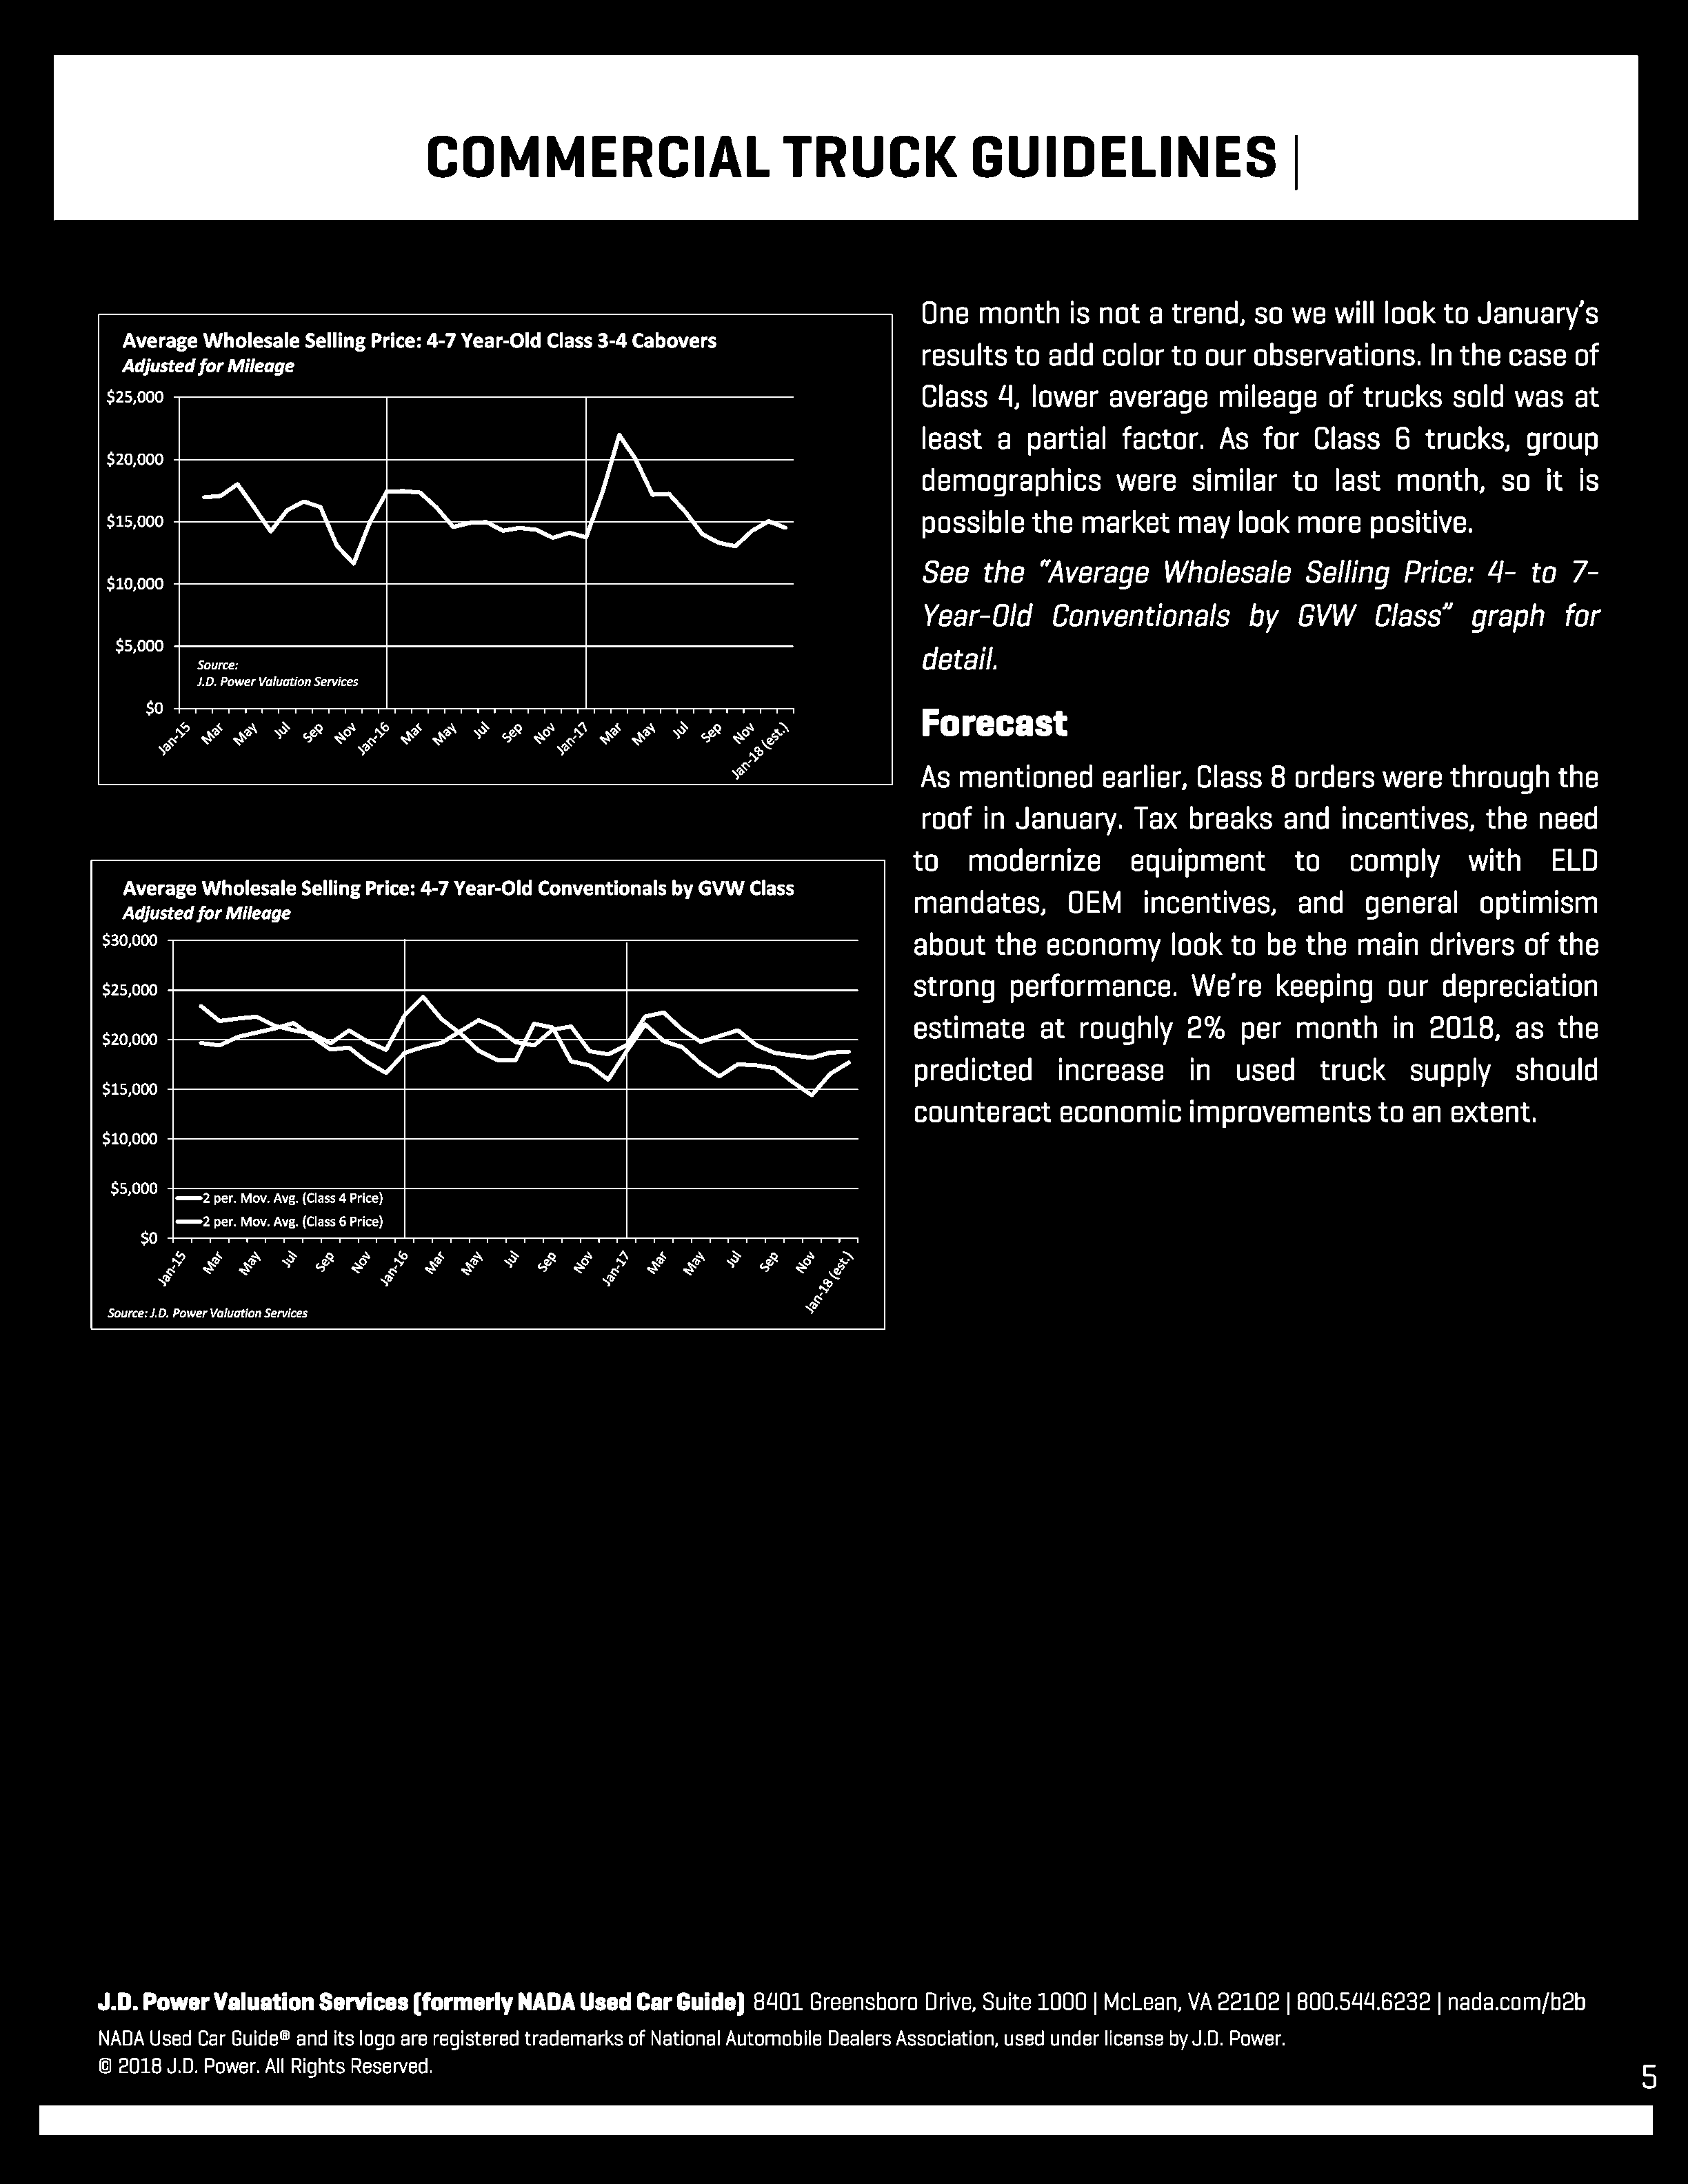 COMMERCIAL TRUCK GUIDELINES |
Average Wholesale Selling Price: 4-7 Year-Old Class 3-4 Cabovers
Adjusted for Mileage
$25,000
$20,000
$15,000
$10,000
$5,000
$0
Source:
J.D. Power Valuation Services
Jan-15 Mar May Jul Sep Nov Jan-16 Mar May Jul Sep Nov Jan-17 Mar May Jul Sep Nov Jan-18 (est.)
Average Wholesale Selling Price: 4-7 Year-Old Conventionals by GVW Class
Adjusted for Mileage
$30,000
$25,000
$20,000
$15,000
$10,000
$5,000
$0
2 per. Mov. Avg. (Class 4 Price)
2 per. Mov. Avg. (Class 6 Price)
Jan-15 Mar May Jul Sep Nov Jan-16 Mar May Jul Sep Nov Jan-17 Mar May Jul Sep Nov Jan-18 (est.)
Source: J.D. Power Valuation Services
One month is not a trend, so we will look to January's
results to add color to our observations. In the case of
Class 4, lower average mileage of trucks sold was at
least a partial factor. As for Class 6 trucks, group
demographics were similar to last month, so it is
possible the market may look more positive.
See the "Average Wholesale Selling Price: 4- to 7-
Year-Old Conventionals by GVW Class" graph for
detail.
Forecast
As mentioned earlier, Class 8 orders were through the
roof in January. Tax breaks and incentives, the need
to modernize equipment to comply with ELD
mandates, OEM incentives, and general optimism
about the economy look to be the main drivers of the
strong performance. We're keeping our depreciation
estimate at roughly 2% per month in 2018, as the
predicted increase in used truck supply should
counteract economic improvements to an extent.
J.D. Power Valuation Services (formerly NADA Used Car Guide) 8401 Greensboro Drive, Suite 1000 | McLean, VA 22102 | 800.544.6232 | nada.com/b2b
NADA Used Car Guide® and its logo are registered trademarks of National Automobile Dealers Association, used under license by J.D. Power.
© 2018 J.D. Power. All Rights Reserved.
5